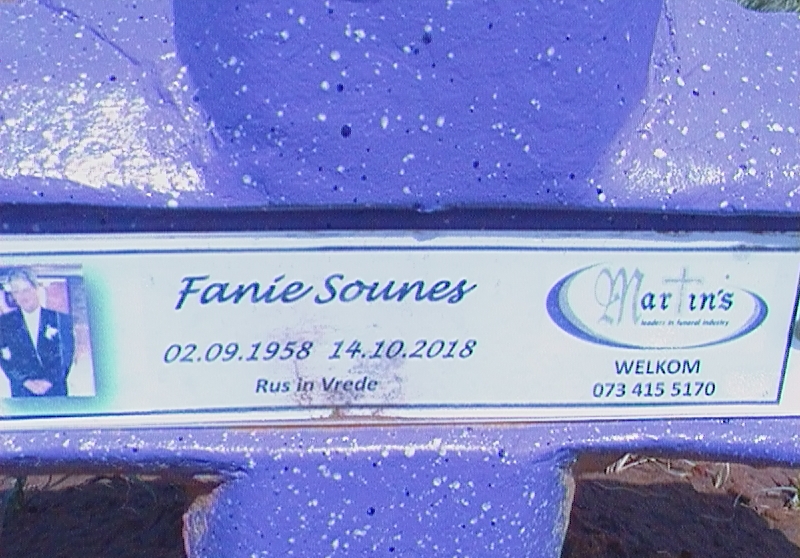 Fanie Sounes
02.09.1958 14.10.2018
Rus in Vrede
Martin's
leaders in funeral industry
WELKOM
073 415 5170